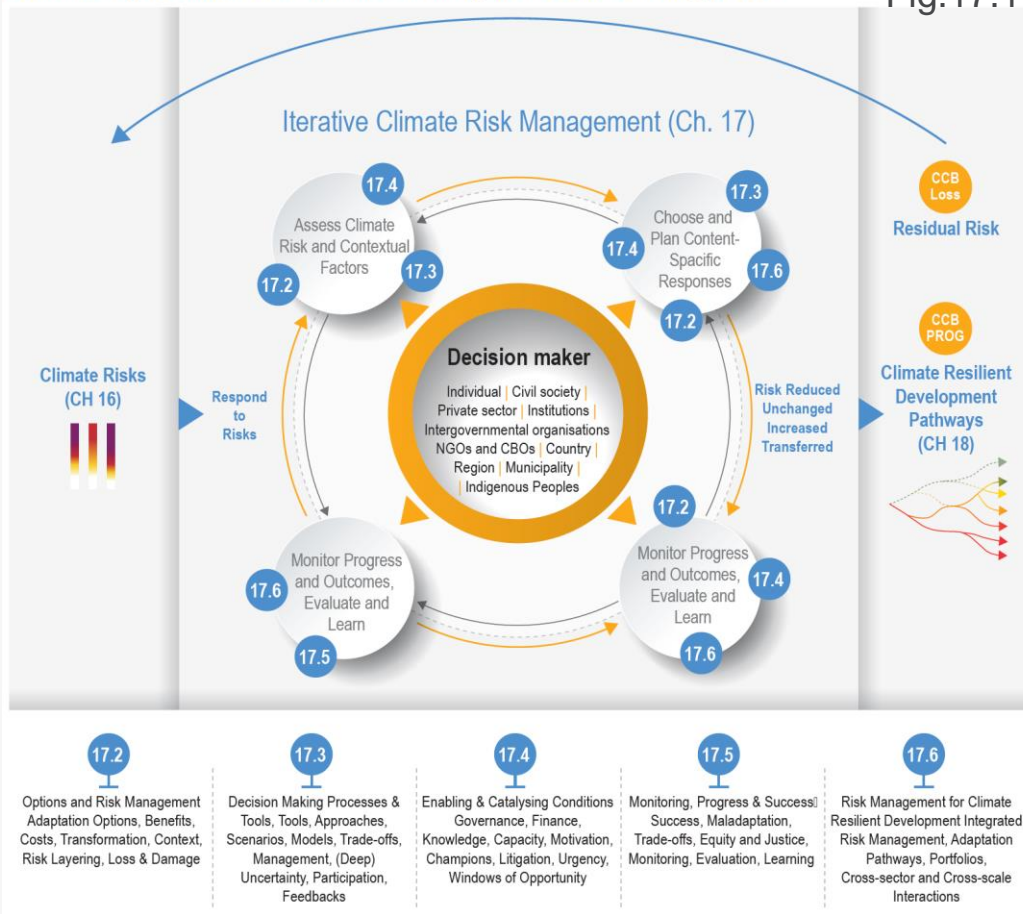 Fig.17.1
Iterative Climate Risk Management (Ch. 17)
17.4
Assess Climate
Risk and Contextual
Factors
17.2
17.3
17.3
Choose and
Plan Content-
Spacific
Responses
17.4
17.6
17.2
CCB
Loss
Residual Risk
CCB
PROG
Climate Resilient
Development
Pathways
(CH 18)
Climate Risks
(CH 16)
Respond
to
Risks
Decision maker
Individual | Civil society |
Private sector | Institutions |
Intergovernmental organisations
NGOs and CBOs | Country |
Region | Municipality |
| Indigenous Peoples
Risk Reduced
Unchanged
Increased
Transferred
Monitor Progress
and Outcomes,
Evaluate and
Learn
17.6
17.5
17.2
Monitor Progress
and Outcomes,
Evaluate and
Learn
17.4
17.6
17.2
Options and Risk Management
Adaptation Options, Benefits,
Costs, Transformation, Context,
Risk Layering, Loss & Damage
17.3
Decision Making Processes &
Tools, Tools, Approaches,
Scenarios, Models, Trade-offs,
Management, (Deep)
Uncertainty, Participation,
Feedbacks
17.4
Enabling & Catalysing Conditions
Governance, Finance,
Knowledge, Capacity, Motivation,
Champions, Litigation, Urgency,
Windows of Opportunity
17.5
Monitoring, Progress & Success
Success, Maladaptation,
Trade-offs, Equity and Justice,
Monitoring, Evaluation, Learning
17.6
Risk Management for Climate
Resilient Development Integrated
Risk Management, Adaptation
Pathways, Portfolios,
Cross-sector and Cross-scale
Interactions